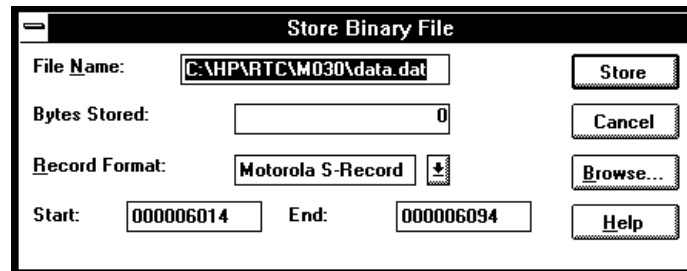 Store Binary File
File Name: C:\HP\RTC\M030\data.dat Store
Bytes Stored: 0 Cancel
Record Format: Motorola S-Record Browse...
Start: 000006014 End: 000006094 Help